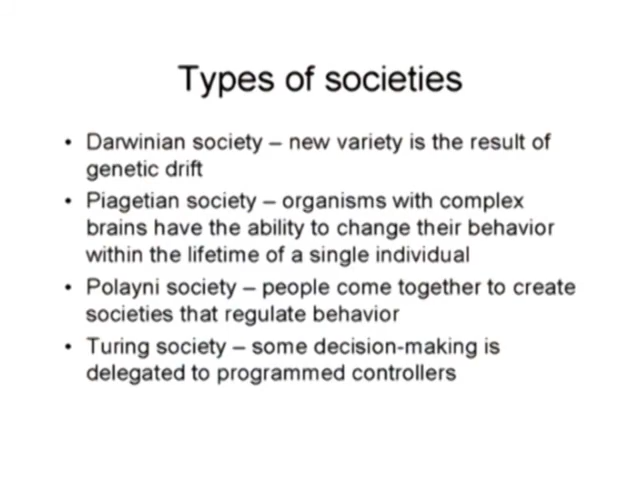 Types of societies
• Darwinian society – new variety is the result of
genetic drift
• Piagetian society – organisms with complex
brains have the ability to change their behavior
within the lifetime of a single individual
• Polayni society – people come together to create
societies that regulate behavior
• Turing society – some decision-making is
delegated to programmed controllers